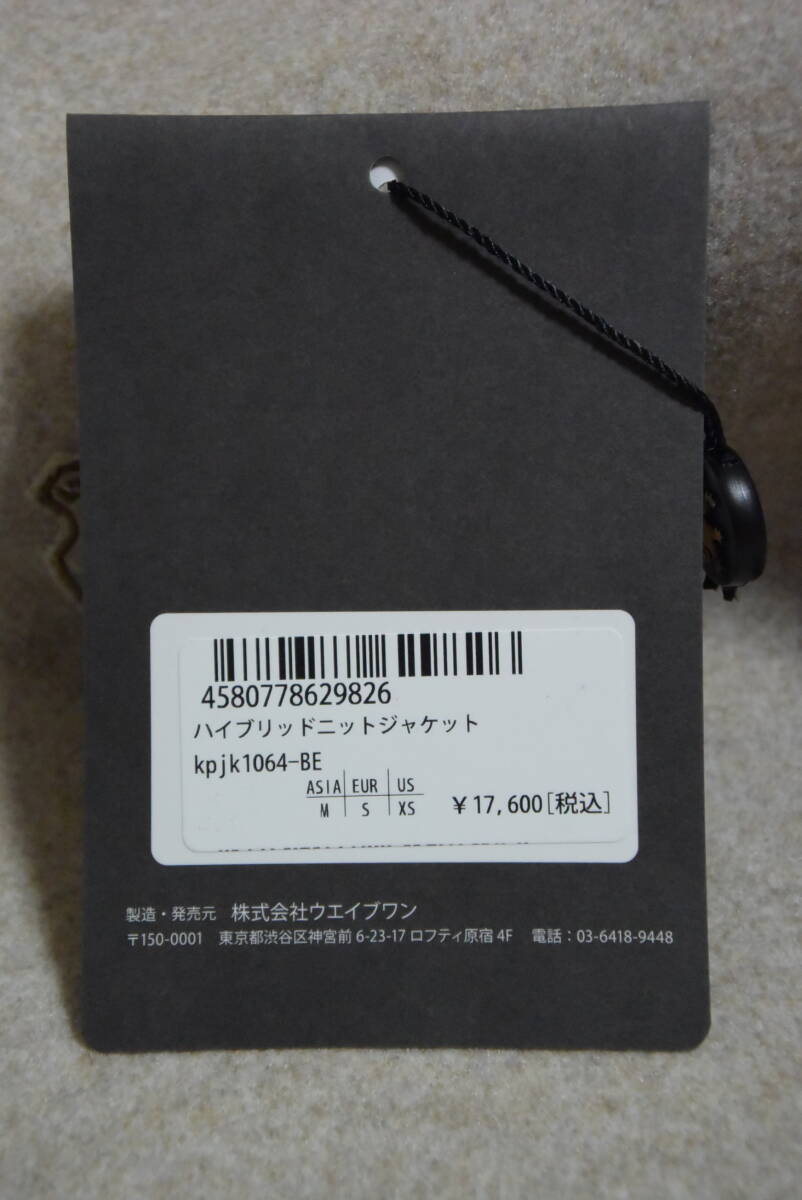 4580778629826
ハイブリッドニットジャケット
kpjk1064-BE
ASIA EUR US
M S XS ￥17,600[税込]
製造・発売元 株式会社ウエイブワン
〒150-0001 東京都渋谷区神宮前 6-23-17 ロフティ原宿 4F 電話：03-6418-9448